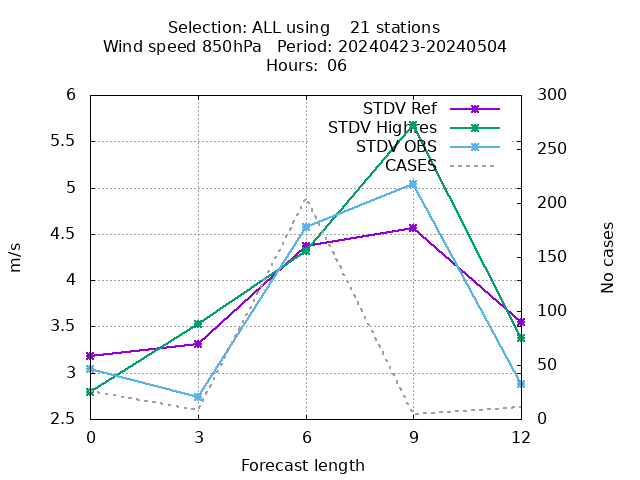 Selection: ALL using    21 stations
Wind speed 850hPa   Period: 20240423-20240504
Hours:  06
STDV Ref
STDV Highres
STDV OBS
CASES
6
5.5
5
4.5
4
3.5
3
2.5
300
250
200
150
100
50
0
m/s
No cases
0 3 6 9 12
Forecast length